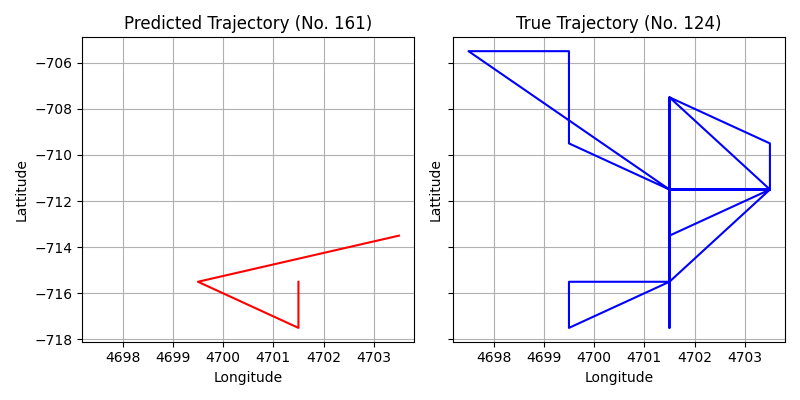 Predicted Trajectory (No. 161)
True Trajectory (No. 124)
Lattitude
−706
−708
−710
−712
−714
−716
−718
4698 4699 4700 4701 4702 4703
Longitude
Lattitude
4698 4699 4700 4701 4702 4703
Longitude